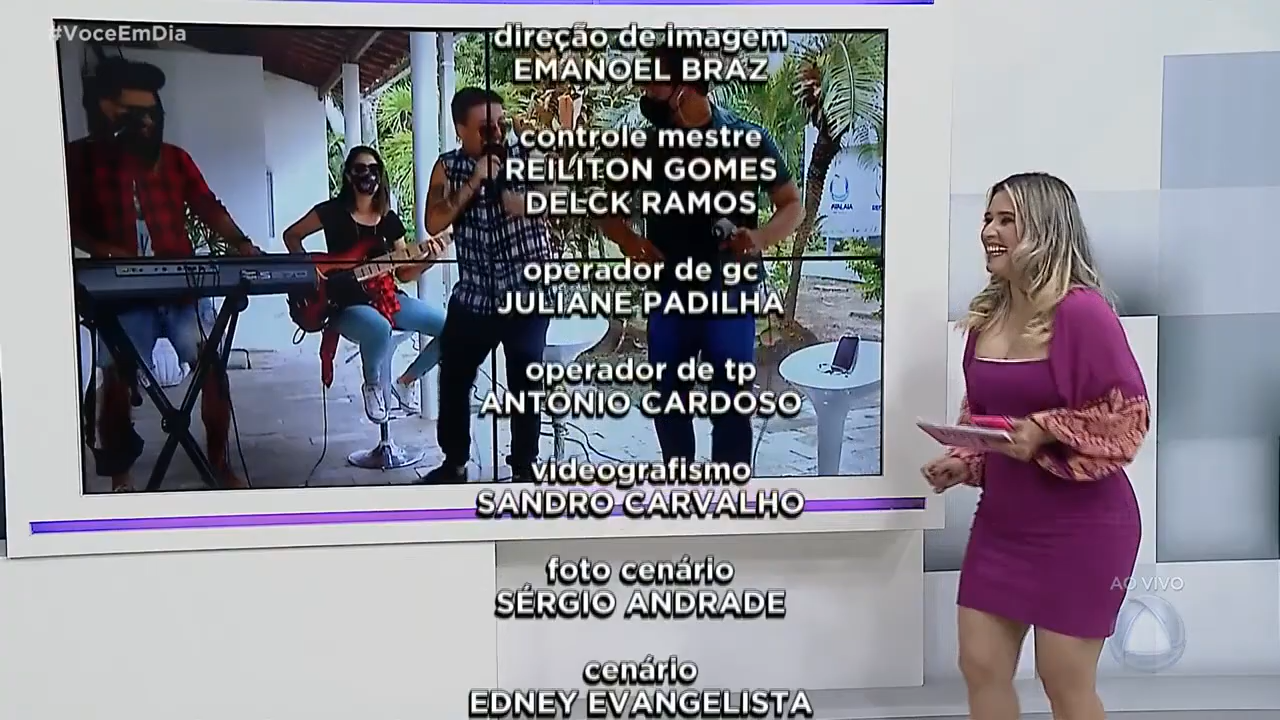 #VoceEmDia
direção de imagem
EMANOEL BRAZ
controle mestre
REILITON GOMES
DELCK RAMOS
operador de gc
JULIANE PADILHA
operador de tp
ANTÔNIO CARDOSO
videografismo
SANDRO CARVALHO
foto cenário
SÉRGIO ANDRADE
cenário
EDNEY EVANGELISTA
AO VIVO
ATALAIA